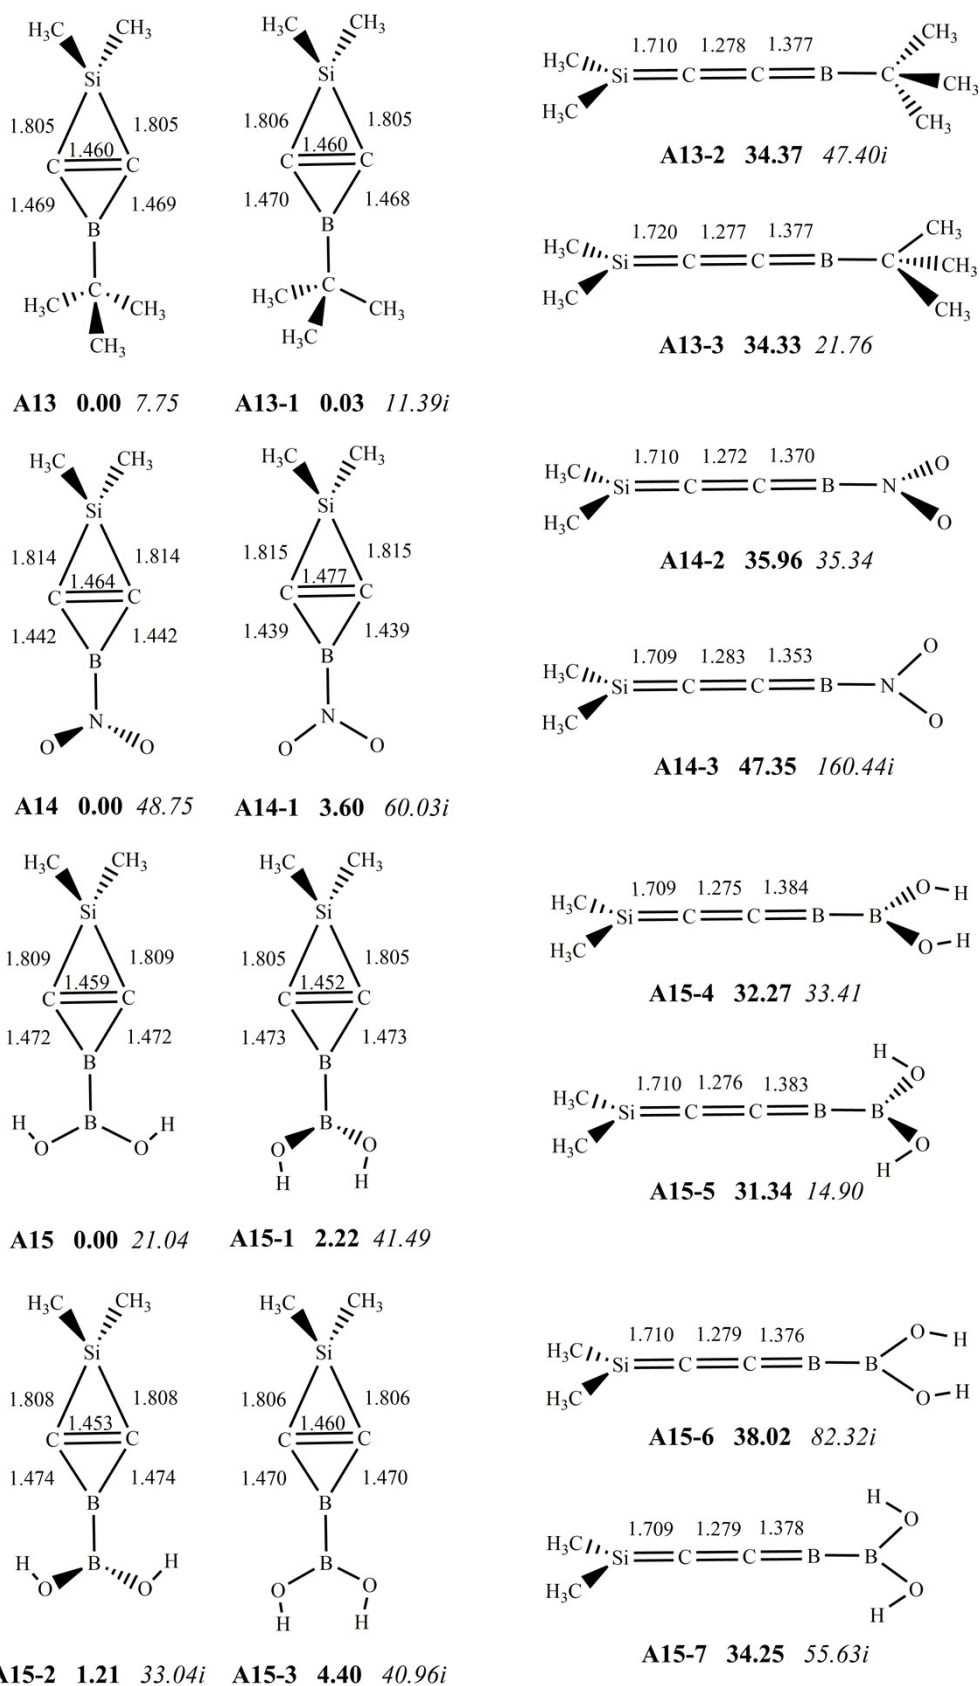 H₃C CH₃ H₃C CH₃
Si Si
1.805 1.805 1.806 1.805
C 1.460 C C 1.460 C
1.469 1.469 1.470 1.468
B B
C C
H₃C CH₃ H₃C CH₃
CH₃ H₃C
A13 0.00 7.75 A13-1 0.03 11.39i
1.710 1.278 1.377 CH₃
H₃C Si C C B C CH₃
H₃C CH₃
A13-2 34.37 47.40i
1.720 1.277 1.377 CH₃
H₃C Si C C B C CH₃
H₃C CH₃
A13-3 34.33 21.76
H₃C CH₃ H₃C CH₃
Si Si
1.814 1.814 1.815 1.815
C 1.464 C C 1.477 C
1.442 1.442 1.439 1.439
B B
N N
O O O O
A14 0.00 48.75 A14-1 3.60 60.03i
1.710 1.272 1.370 O
H₃C Si C C B N
H₃C O
A14-2 35.96 35.34
1.709 1.283 1.353 O
H₃C Si C C B N
H₃C O
A14-3 47.35 160.44i
H₃C CH₃ H₃C CH₃
Si Si
1.809 1.809 1.805 1.805
C 1.459 C C 1.452 C
1.472 1.472 1.473 1.473
B B
H B H B
O O O O
H H
A15 0.00 21.04 A15-1 2.22 41.49
1.709 1.275 1.384 O H
H₃C Si C C B B
H₃C O H
A15-4 32.27 33.41
H
1.710 1.276 1.383 O
H₃C Si C C B B
H₃C O
H
A15-5 31.34 14.90
H₃C CH₃ H₃C CH₃
Si Si
1.808 1.808 1.806 1.806
C 1.453 C C 1.460 C
1.474 1.474 1.470 1.470
B B
H B H B
O O O O
H H
A15-2 1.21 33.04i A15-3 4.40 40.96i
1.710 1.279 1.376 O H
H₃C Si C C B B
H₃C O H
A15-6 38.02 82.32i
H
1.709 1.279 1.378 O
H₃C Si C C B B
H₃C O
H
A15-7 34.25 55.63i